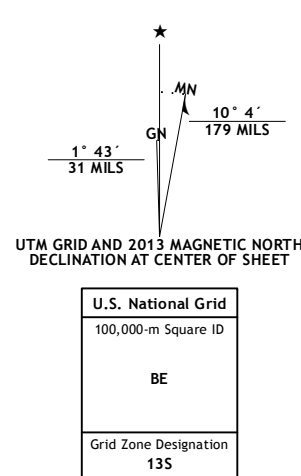 ★
MN
GN
10° 4´
179 MILS
1° 43´
31 MILS
UTM GRID AND 2013 MAGNETIC NORTH
DECLINATION AT CENTER OF SHEET
U.S. National Grid
100,000-m Square ID
BE
Grid Zone Designation
13S